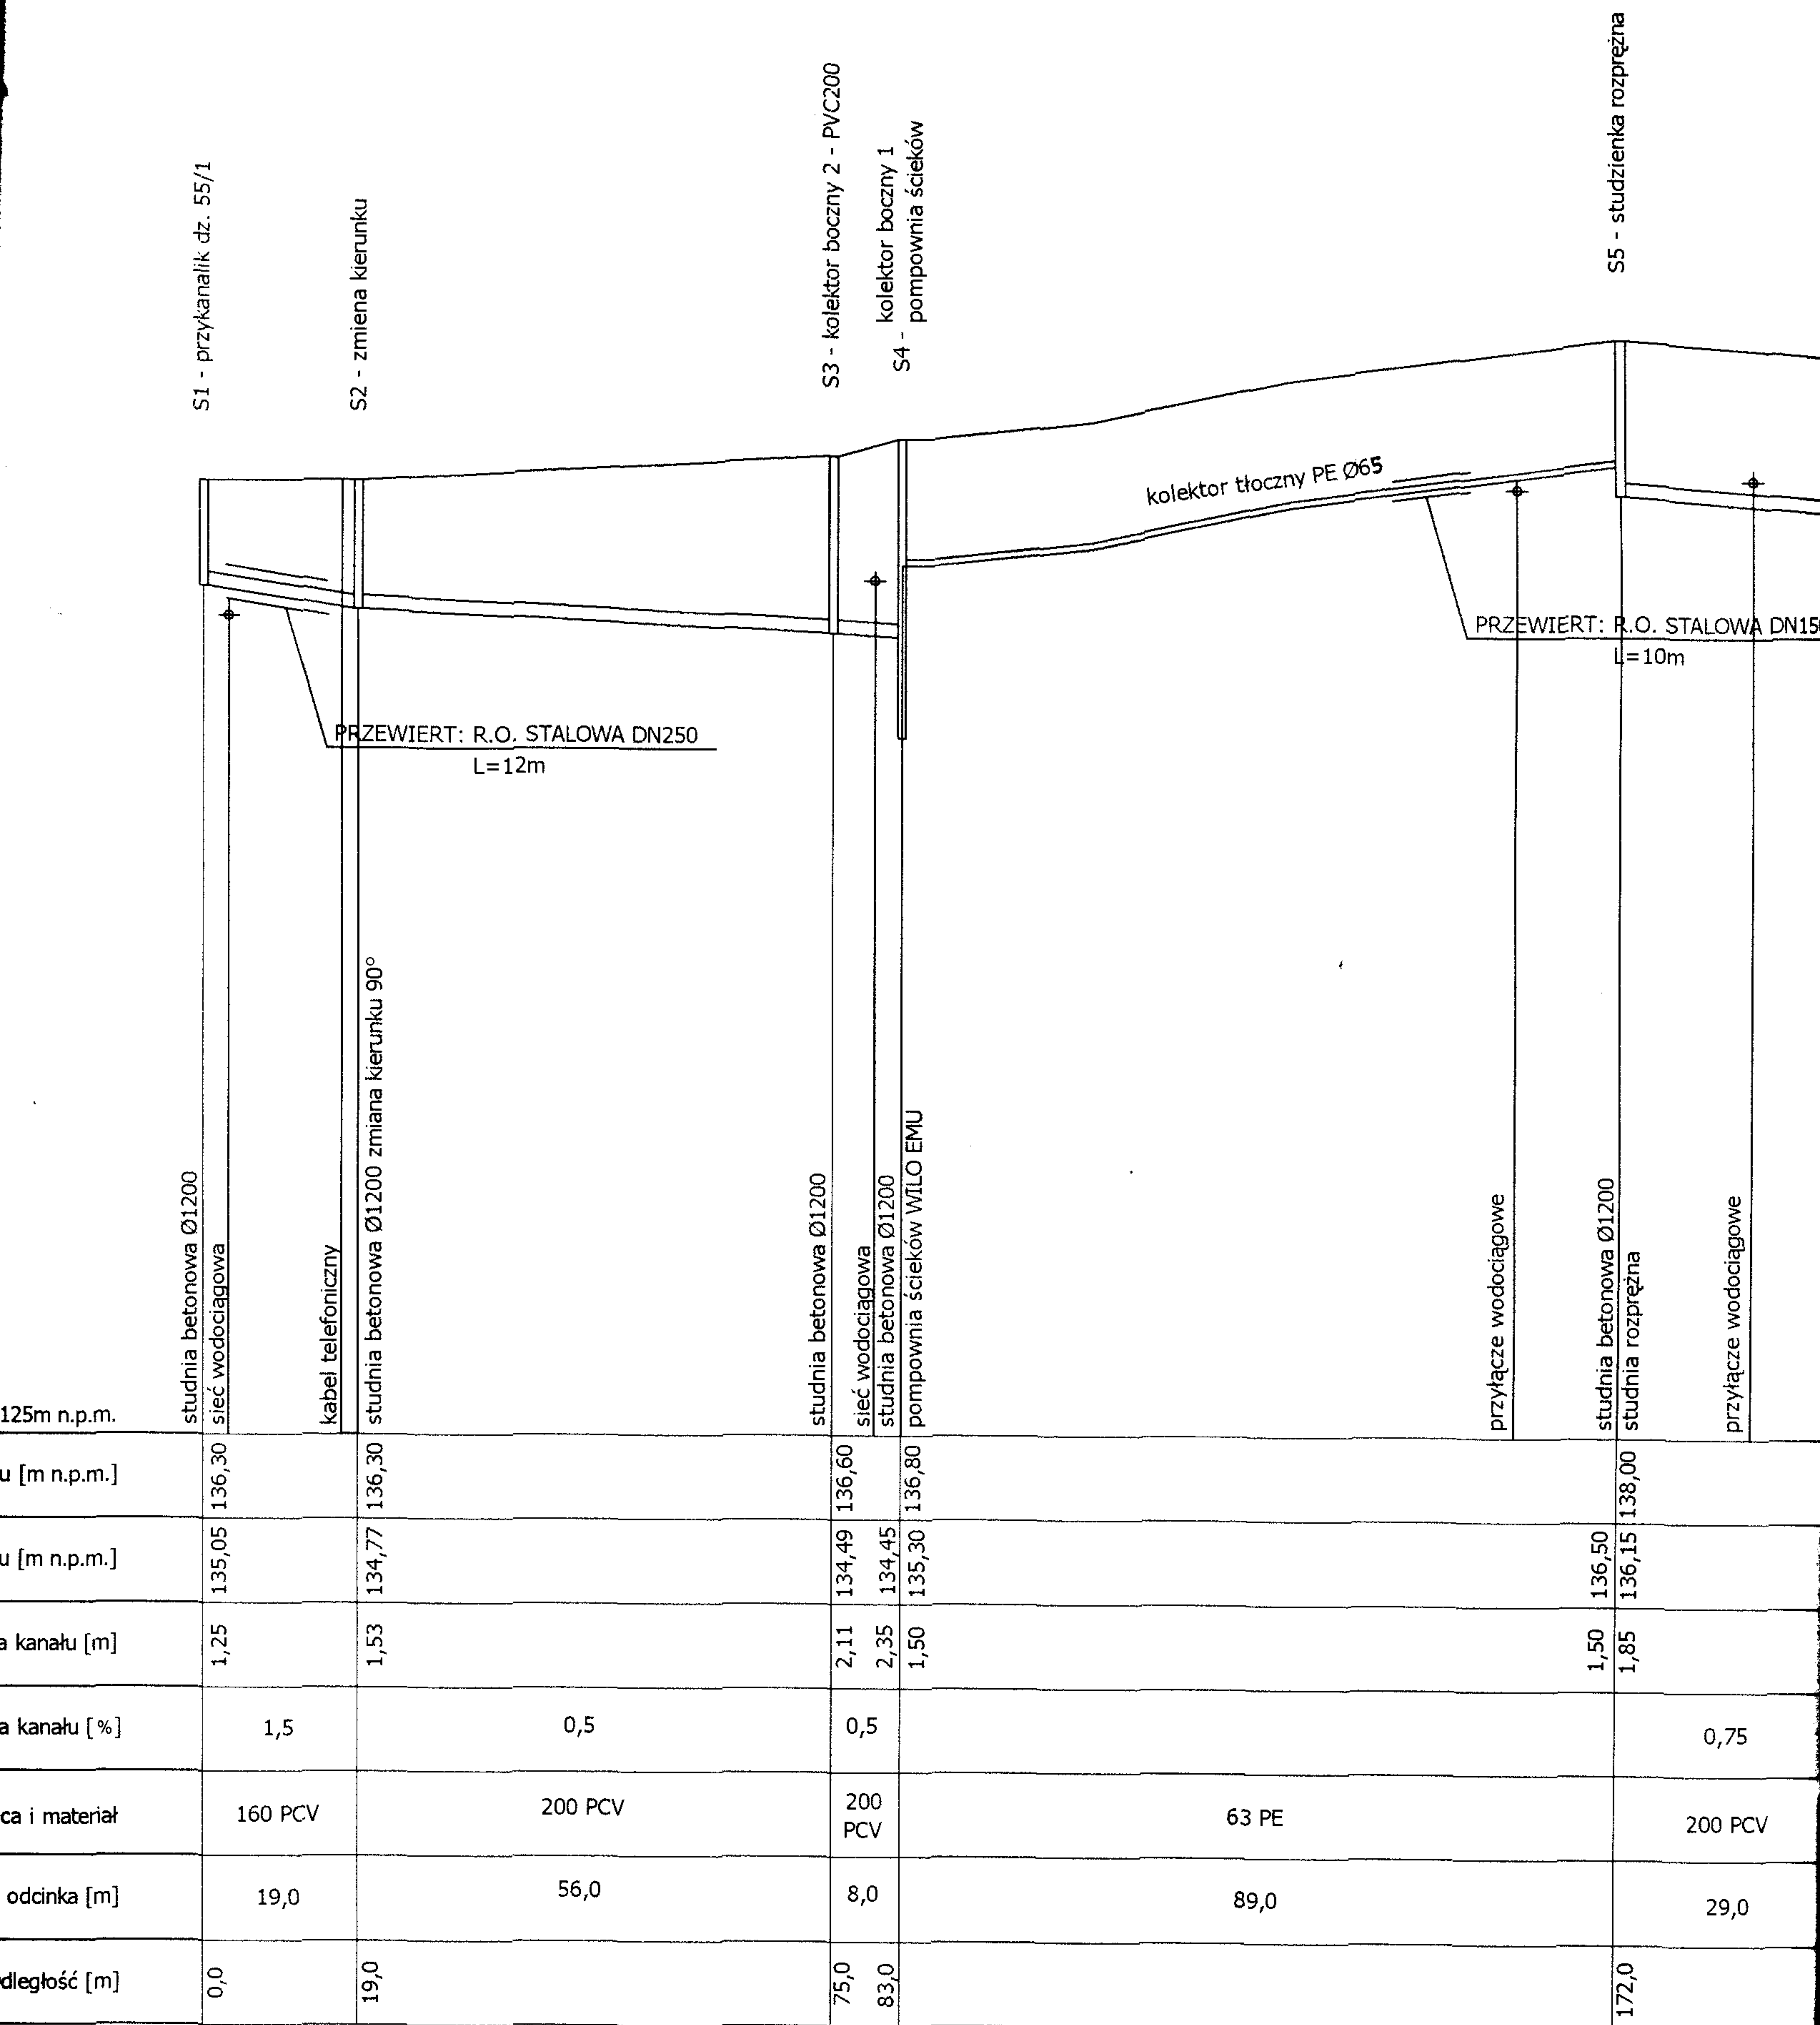 S1 - przykanalik dz. 55/1
S2 - zmiena kierunku
S3 - kolektor boczny 2 - PVC200
S4 -
kolektor boczny 1
pompownia ścieków
S5 - studzienka rozprężna
kolektor tłoczny PE Ø65
PRZEWIERT: R.O. STALOWA DN250
L=12m
PRZEWIERT: R.O. STALOWA DN15
L=10m
studnia betonowa Ø1200
sieć wodociągowa
kabel telefoniczny
studnia betonowa Ø1200 zmiana kierunku 90°
studnia betonowa Ø1200
sieć wodociągowa
studnia betonowa Ø1200
pompownia ścieków WILO EMU
przyłącze wodociągowe
studnia betonowa Ø1200
studnia rozprężna
przyłącze wodociągowe
125m n.p.m.
u [m n.p.m.] 136,30 136,30 136,60 136,80 138,00
u [m n.p.m.] 135,05 134,77 134,49 134,45 135,30 136,50 136,15
a kanału [m] 1,25 1,53 2,11 2,35 1,50 1,50 1,85
a kanału [%] 1,5 0,5 0,5 0,75
ca i materiał 160 PCV 200 PCV 200 PCV 63 PE 200 PCV
odcinka [m] 19,0 56,0 8,0 89,0 29,0
dległość [m] 0,0 19,0 75,0 83,0 172,0